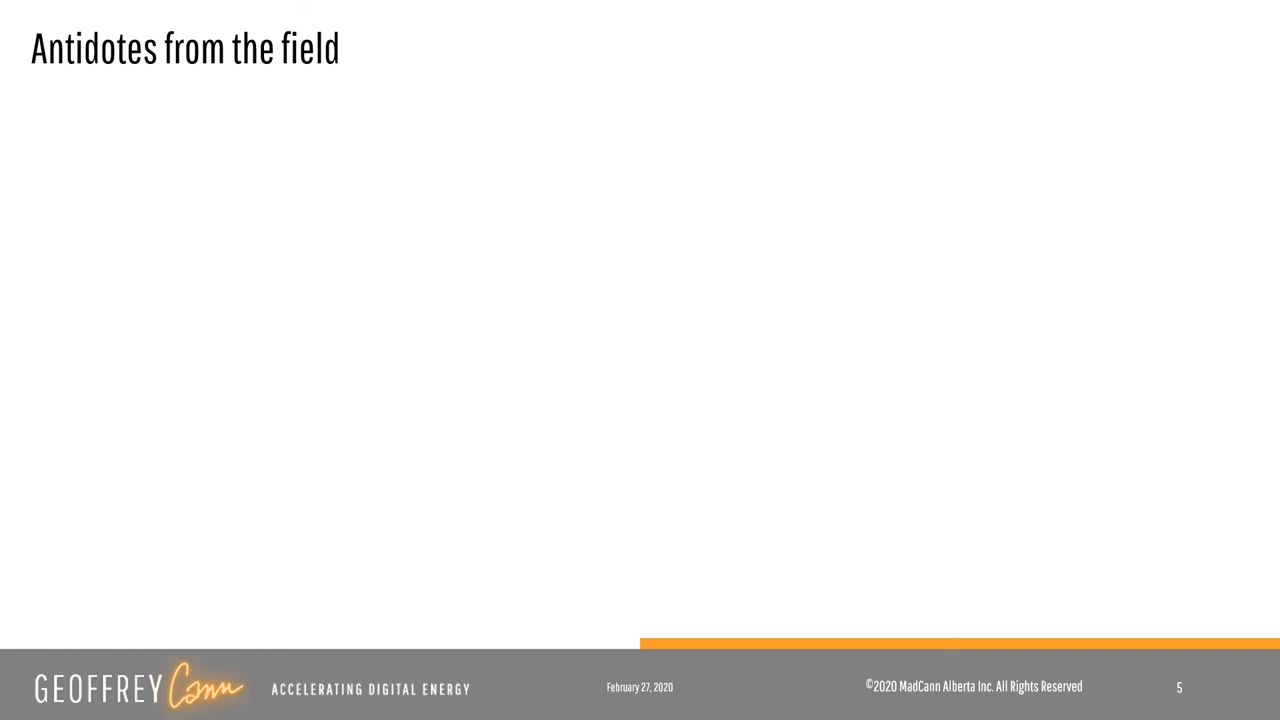 Antidotes from the field
GEOFFREY Cann ACCELERATING DIGITAL ENERGY February 27, 2020 ©2020 MadCann Alberta Inc. All Rights Reserved 5